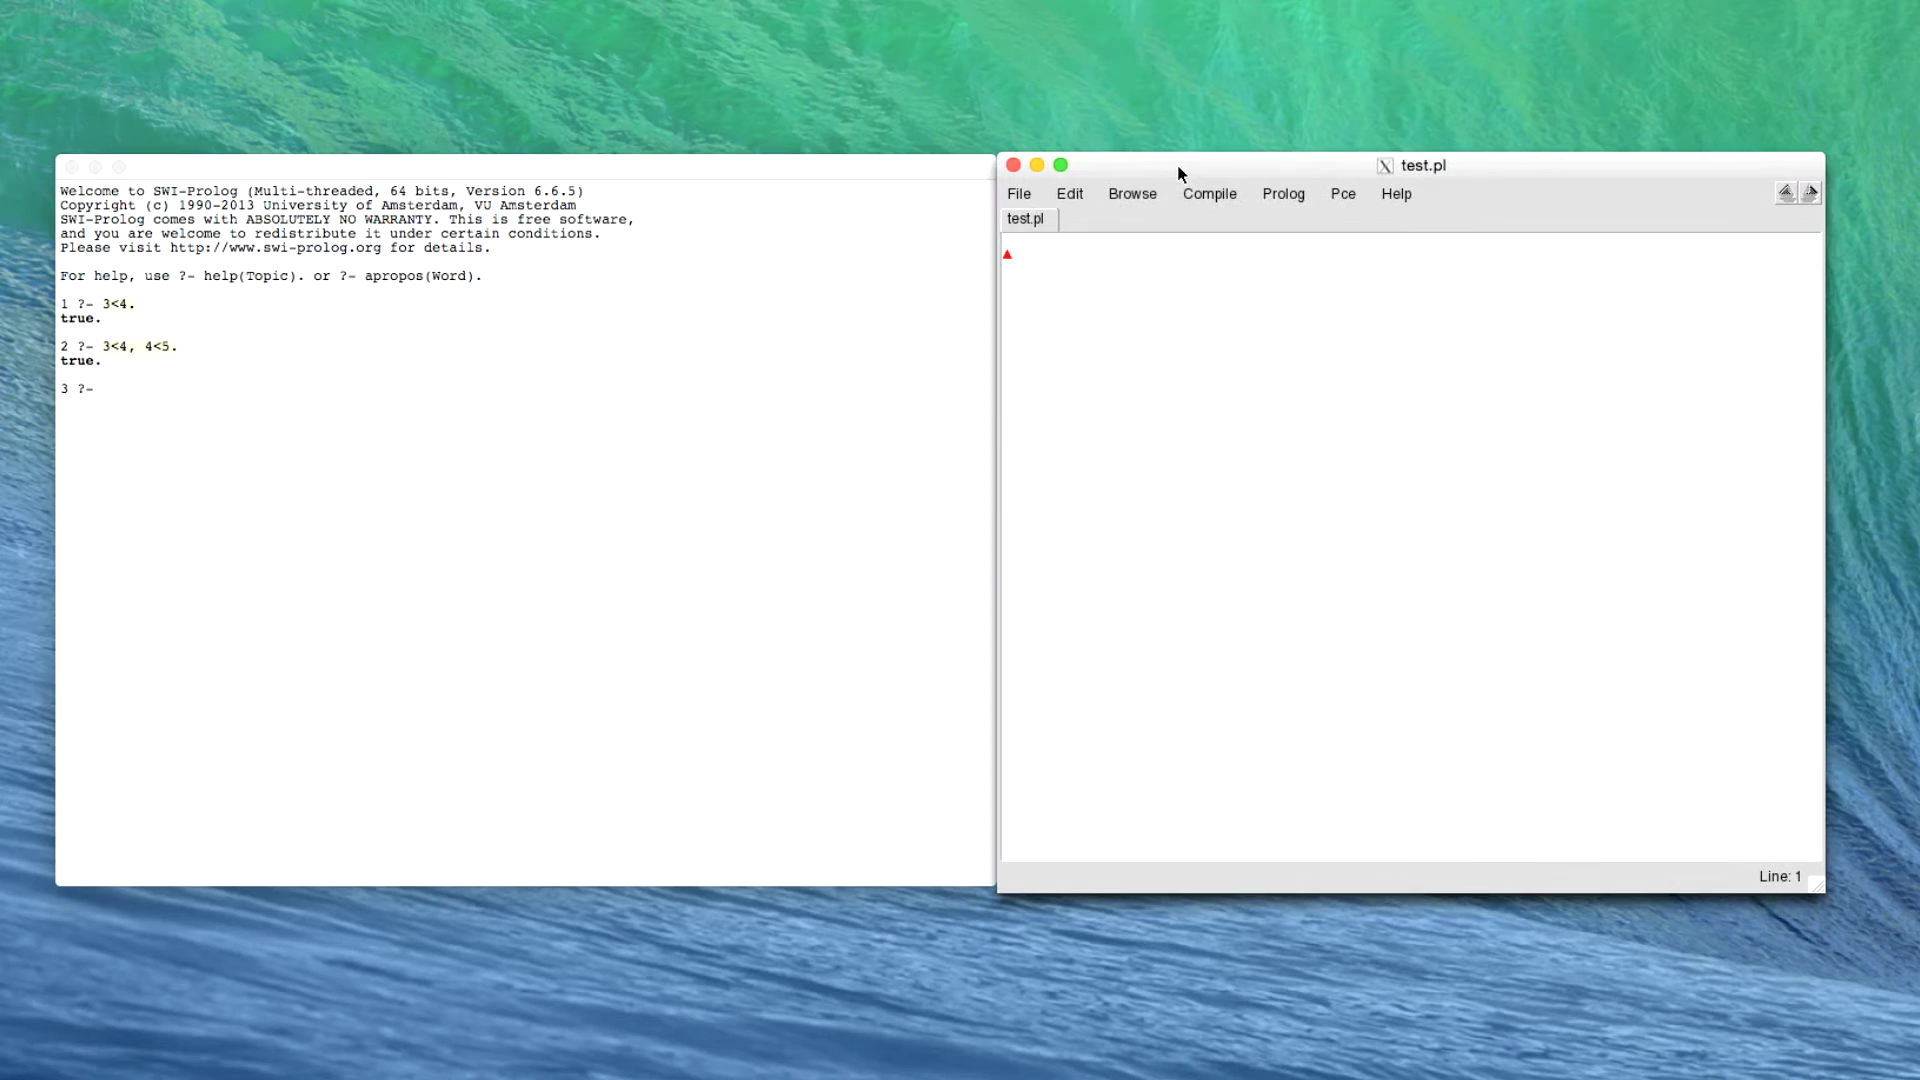 Welcome to SWI-Prolog (Multi-threaded, 64 bits, Version 6.6.5)
Copyright (c) 1990-2013 University of Amsterdam, VU Amsterdam
SWI-Prolog comes with ABSOLUTELY NO WARRANTY. This is free software,
and you are welcome to redistribute it under certain conditions.
Please visit http://www.swi-prolog.org for details.
For help, use ?- help(Topic). or ?- apropos(Word).
1 ?- 3<4.
true.
2 ?- 3<4, 4<5.
true.
3 ?-
test.pl
File Edit Browse Compile Prolog Pce Help
test.pl
Line: 1